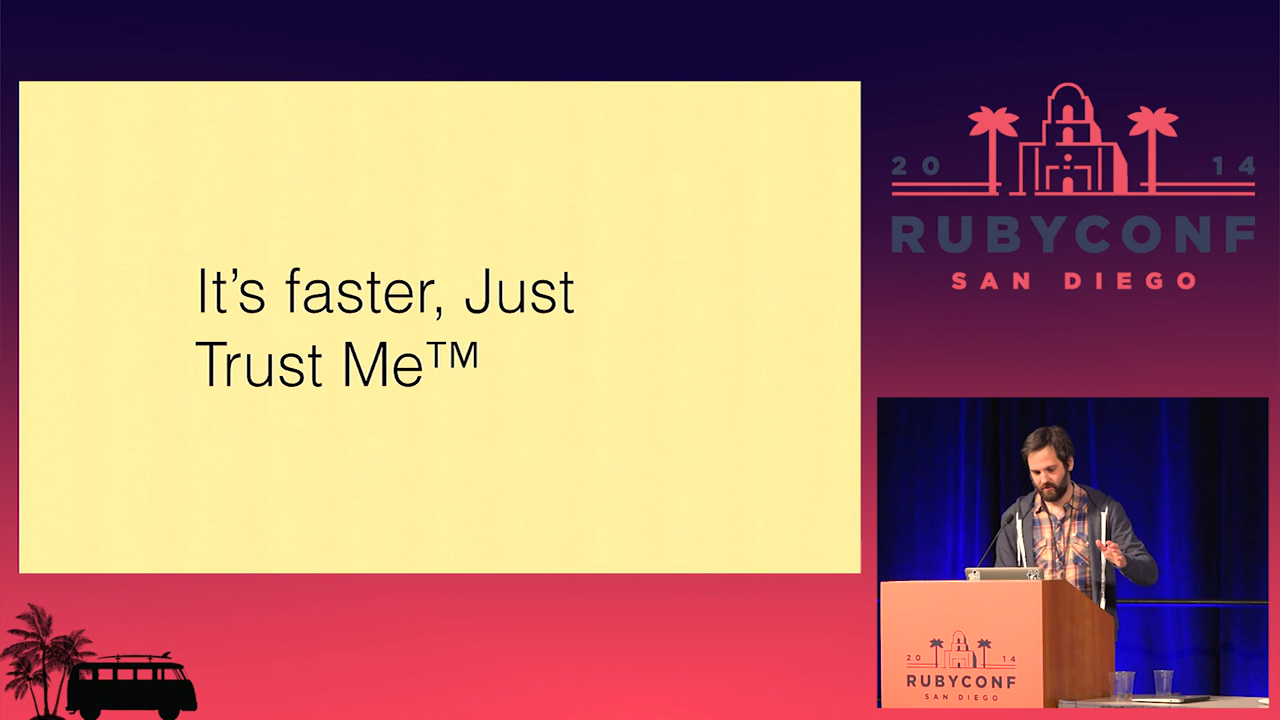 It’s faster, Just
Trust Me™
20 14
RUBYCONF
SAN DIEGO
20 14
RUBYCONF
SAN DIEGO